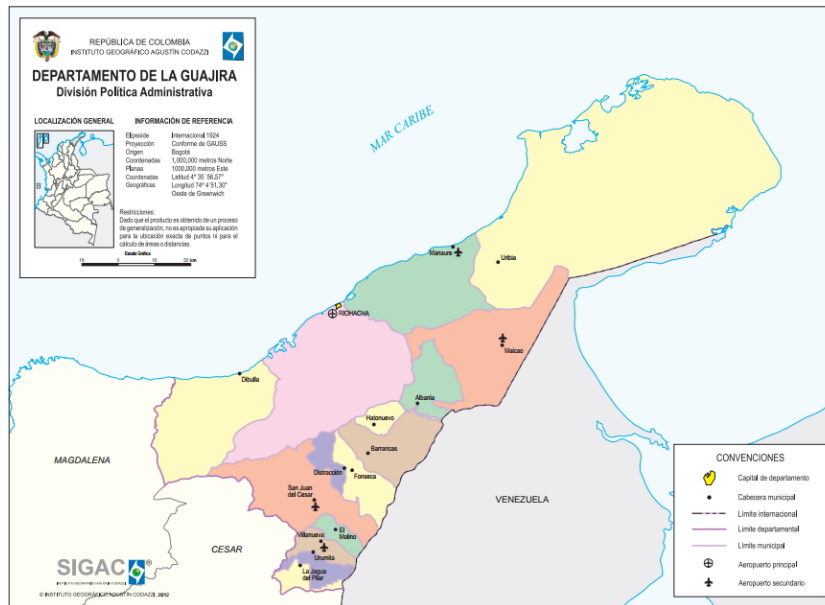 REPÚBLICA DE COLOMBIA
INSTITUTO GEOGRÁFICO AGUSTÍN CODAZZI
DEPARTAMENTO DE LA GUAJIRA
División Política Administrativa
LOCALIZACIÓN GENERAL
INFORMACIÓN DE REFERENCIA
Elipsoide Internacional 1924
Proyección Conforme de GAUSS
Origen Bogotá
Coordenadas 1,000,000 metros Norte
Planas 1000,000 metros Este
Coordenadas Latitud 4° 35´ 56,57"
Geográficas Longitud 74° 4´51,30"
Oeste de Greenwich
Restricciones:
Dado que el producto es obtenido de un proceso
de generalización, no es apropiada su aplicación
para la ubicación exacta de puntos ni para el
cálculo de áreas o distancias.
Escala Gráfica
16 0 16 32 km
MAR CARIBE
Manaure
Uribia
RIOHACHA
Maicao
Dibulla
Albania
Hatonuevo
Barrancas
MAGDALENA
Distracción
Fonseca
San Juan
del Cesar
VENEZUELA
El
Molino
Villanueva
CESAR
Urumita
La Jagua
del Pilar
SIGAC
®
INSTITUTO GEOGRÁFICO AGUSTÍN CODAZZI
© INSTITUTO GEOGRÁFICO AGUSTÍN CODAZZI, 2012
CONVENCIONES
Capital de departamento
Cabecera municipal
Límite internacional
Límite departamental
Límite municipal
Aeropuerto principal
Aeropuerto secundario